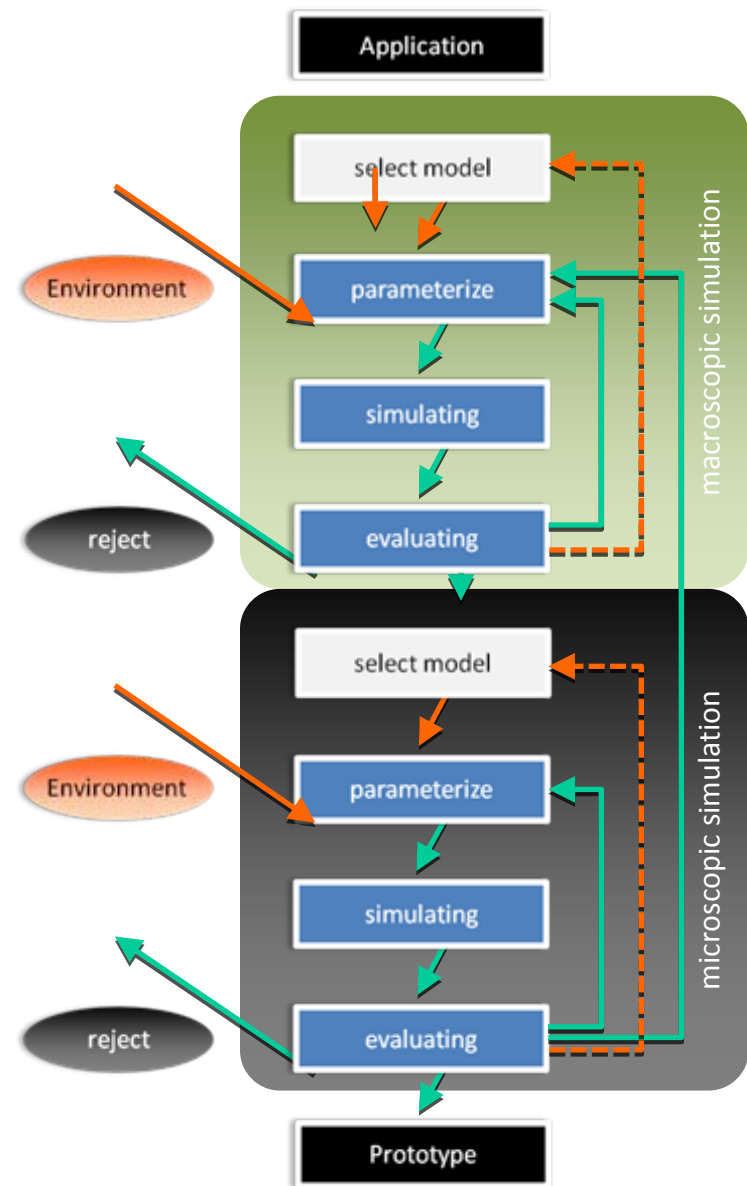 Application
select model
macroscopic simulation
Environment
parameterize
simulating
reject
evaluating
select model
microscopic simulation
Environment
parameterize
simulating
reject
evaluating
Prototype